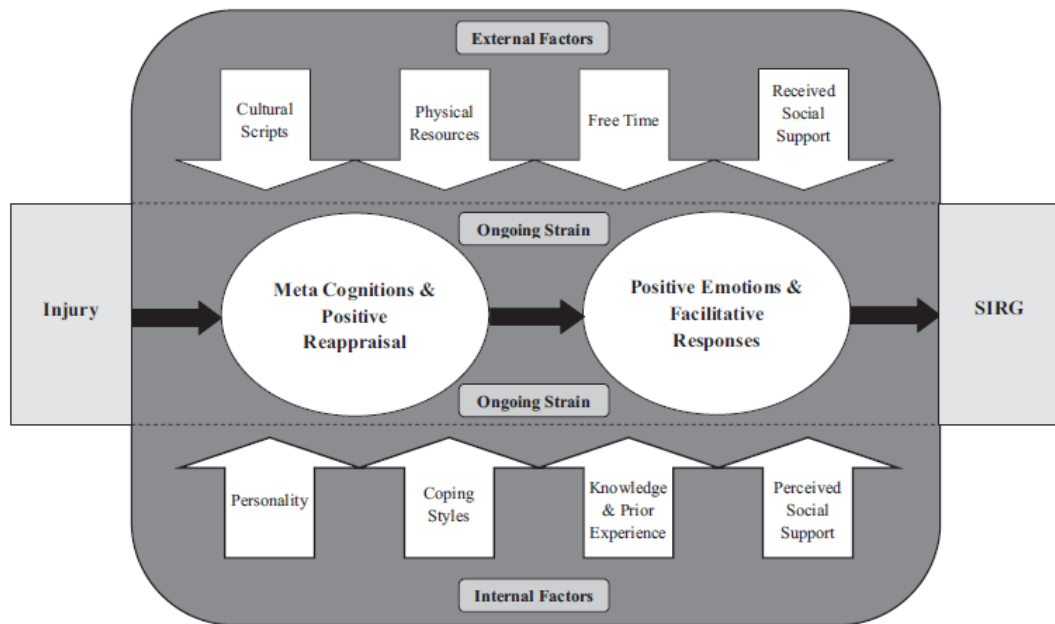 External Factors
Cultural
Scripts
Physical
Resources
Free Time
Received
Social
Support
Ongoing Strain
Injury
Meta Cognitions &
Positive
Reappraisal
Positive Emotions &
Facilitative
Responses
SIRG
Ongoing Strain
Personality
Coping
Styles
Knowledge
& Prior
Experience
Perceived
Social
Support
Internal Factors